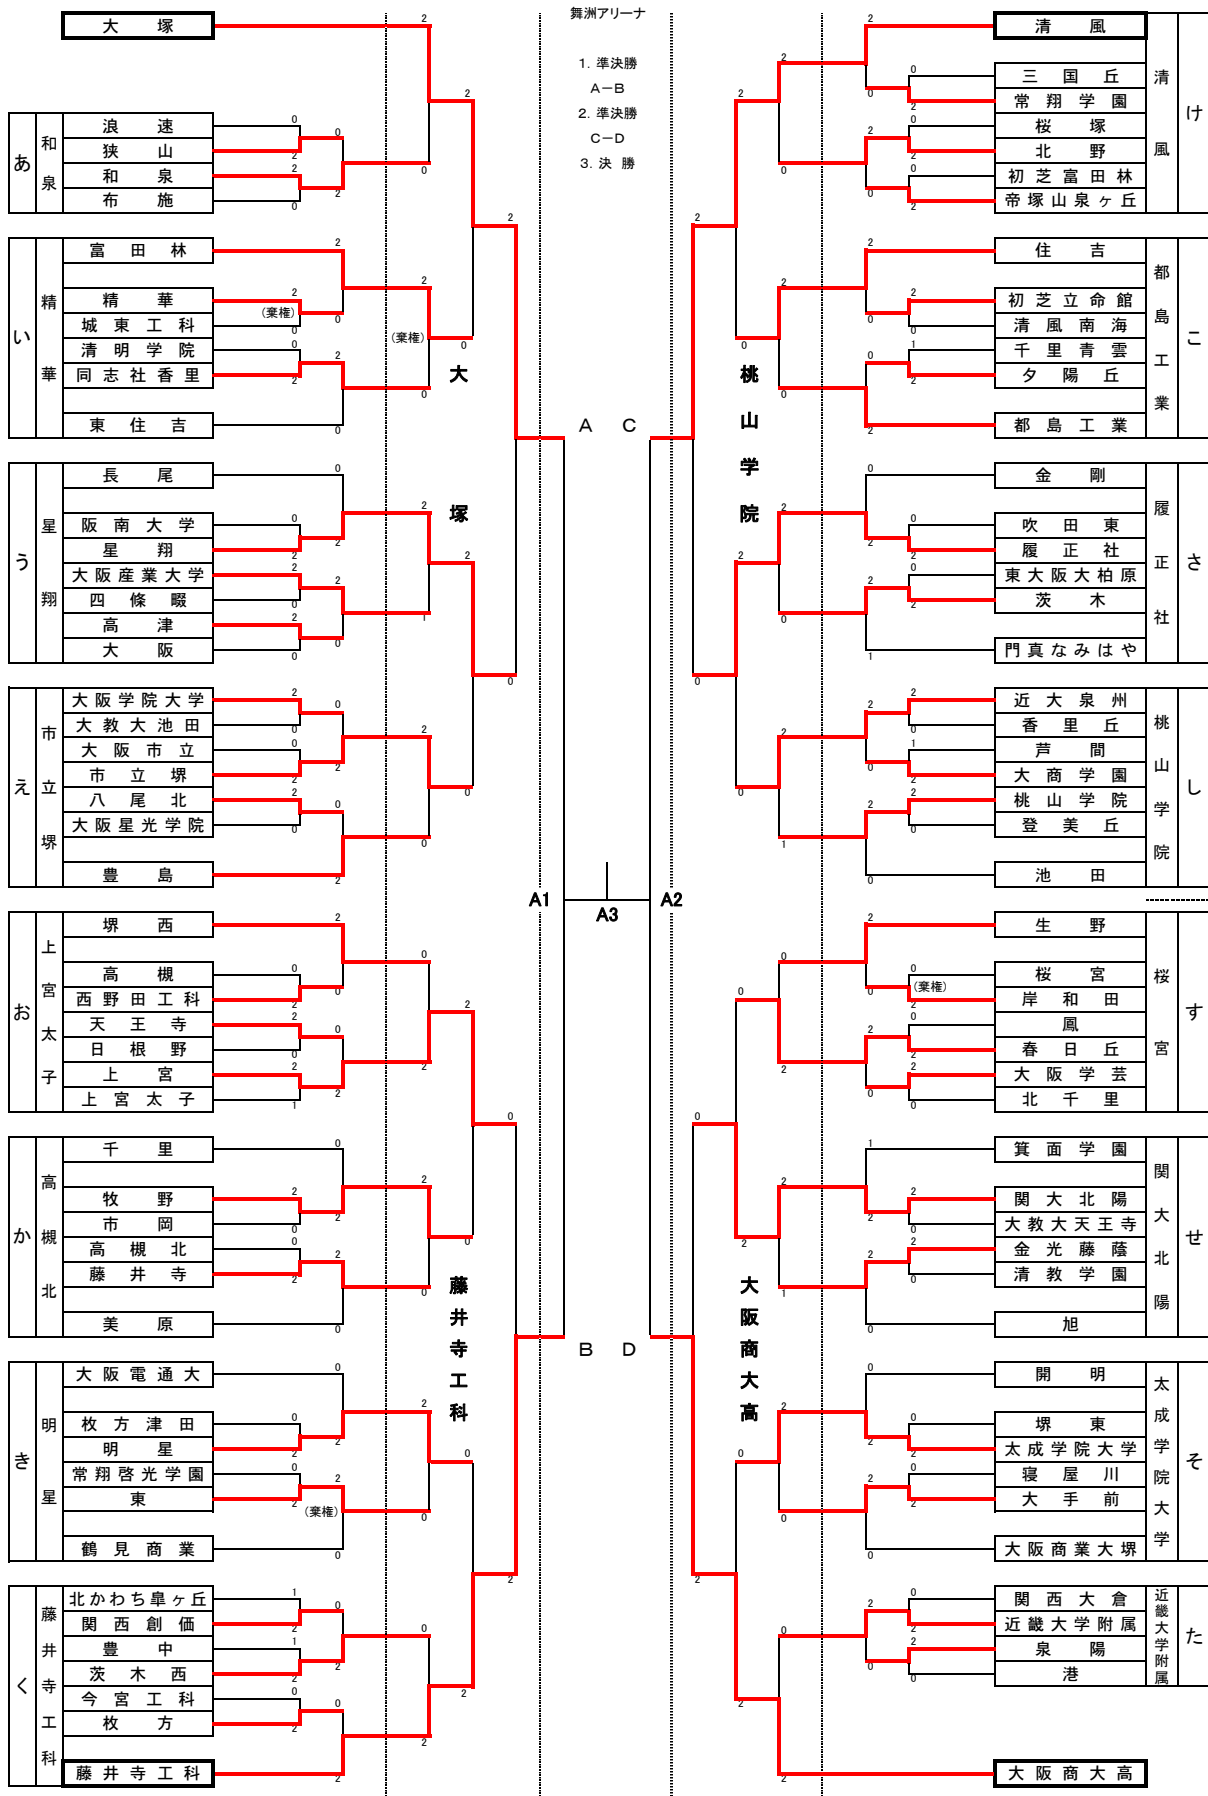 舞洲アリーナ
1. 準決勝
A－B
2. 準決勝
C－D
3. 決 勝
大塚
あ
和泉
浪速
狭山
和泉
布施
い
精華
富田林
精華
(棄権)
城東工科
清明学院
同志社香里
東住吉
(棄権)
う
星翔
長尾
阪南大学
星翔
大阪産業大学
四條畷
高津
大阪
え
市立堺
大阪学院大学
大教大池田
大阪市立
市立堺
八尾北
大阪星光学院
豊島
お
上宮太子
堺西
高槻
西野田工科
天王寺
日根野
上宮
上宮太子
か
高槻北
千里
牧野
市岡
高槻北
藤井寺
美原
き
明星
大阪電通大
枚方津田
明星
常翔啓光学園
東
(棄権)
鶴見商業
く
藤井寺工科
北かわち皐ヶ丘
関西創価
豊中
茨木西
今宮工科
枚方
藤井寺工科
大塚
藤井寺工科
A C
A1
A3
A2
B D
桃山学院
大阪商大高
清風
三国丘
常翔学園
桜塚
北野
初芝富田林
帝塚山泉ヶ丘
清風
け
住吉
初芝立命館
清風南海
千里青雲
夕陽丘
都島工業
都島工業
こ
金剛
吹田東
履正社
東大阪大柏原
茨木
門真なみはや
履正社
さ
近大泉州
香里丘
芦間
大商学園
桃山学院
登美丘
池田
桃山学院
し
生野
桜宮
(棄権)
岸和田
鳳
春日丘
大阪学芸
北千里
桜宮
す
箕面学園
関大北陽
大教大天王寺
金光藤蔭
清教学園
旭
関大北陽
せ
開明
堺東
太成学院大学
寝屋川
大手前
大阪商業大堺
太成学院大学
そ
関西大倉
近畿大学附属
泉陽
港
近畿大学附属
た
大阪商大高